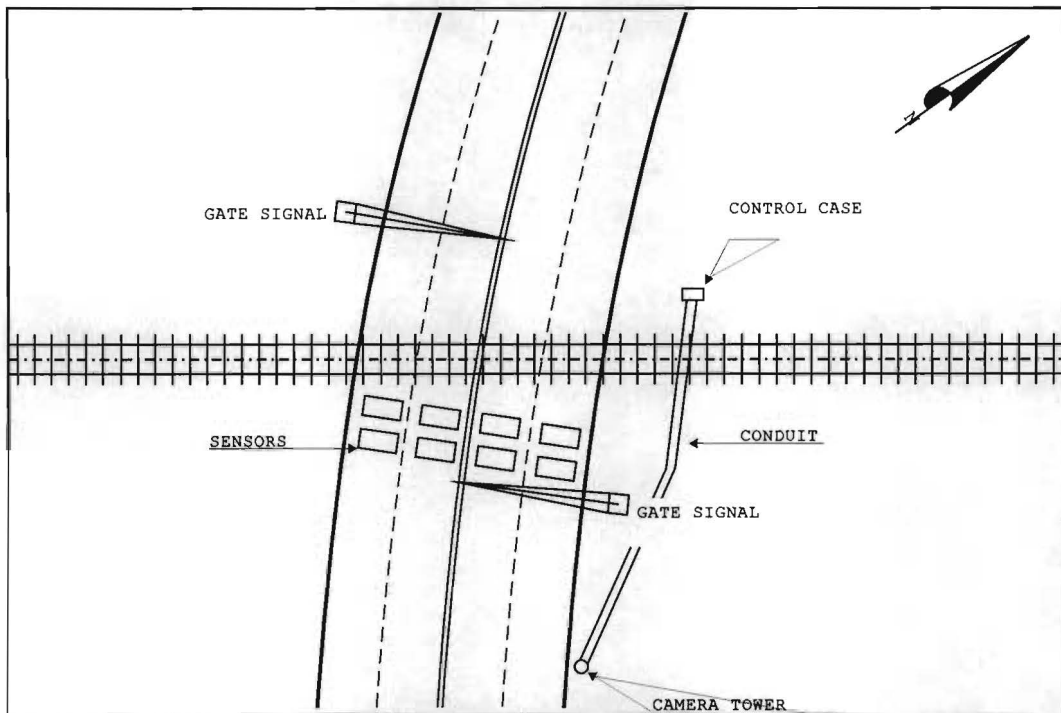 N
GATE SIGNAL
CONTROL CASE
SENSORS
CONDUIT
GATE SIGNAL
CAMERA TOWER